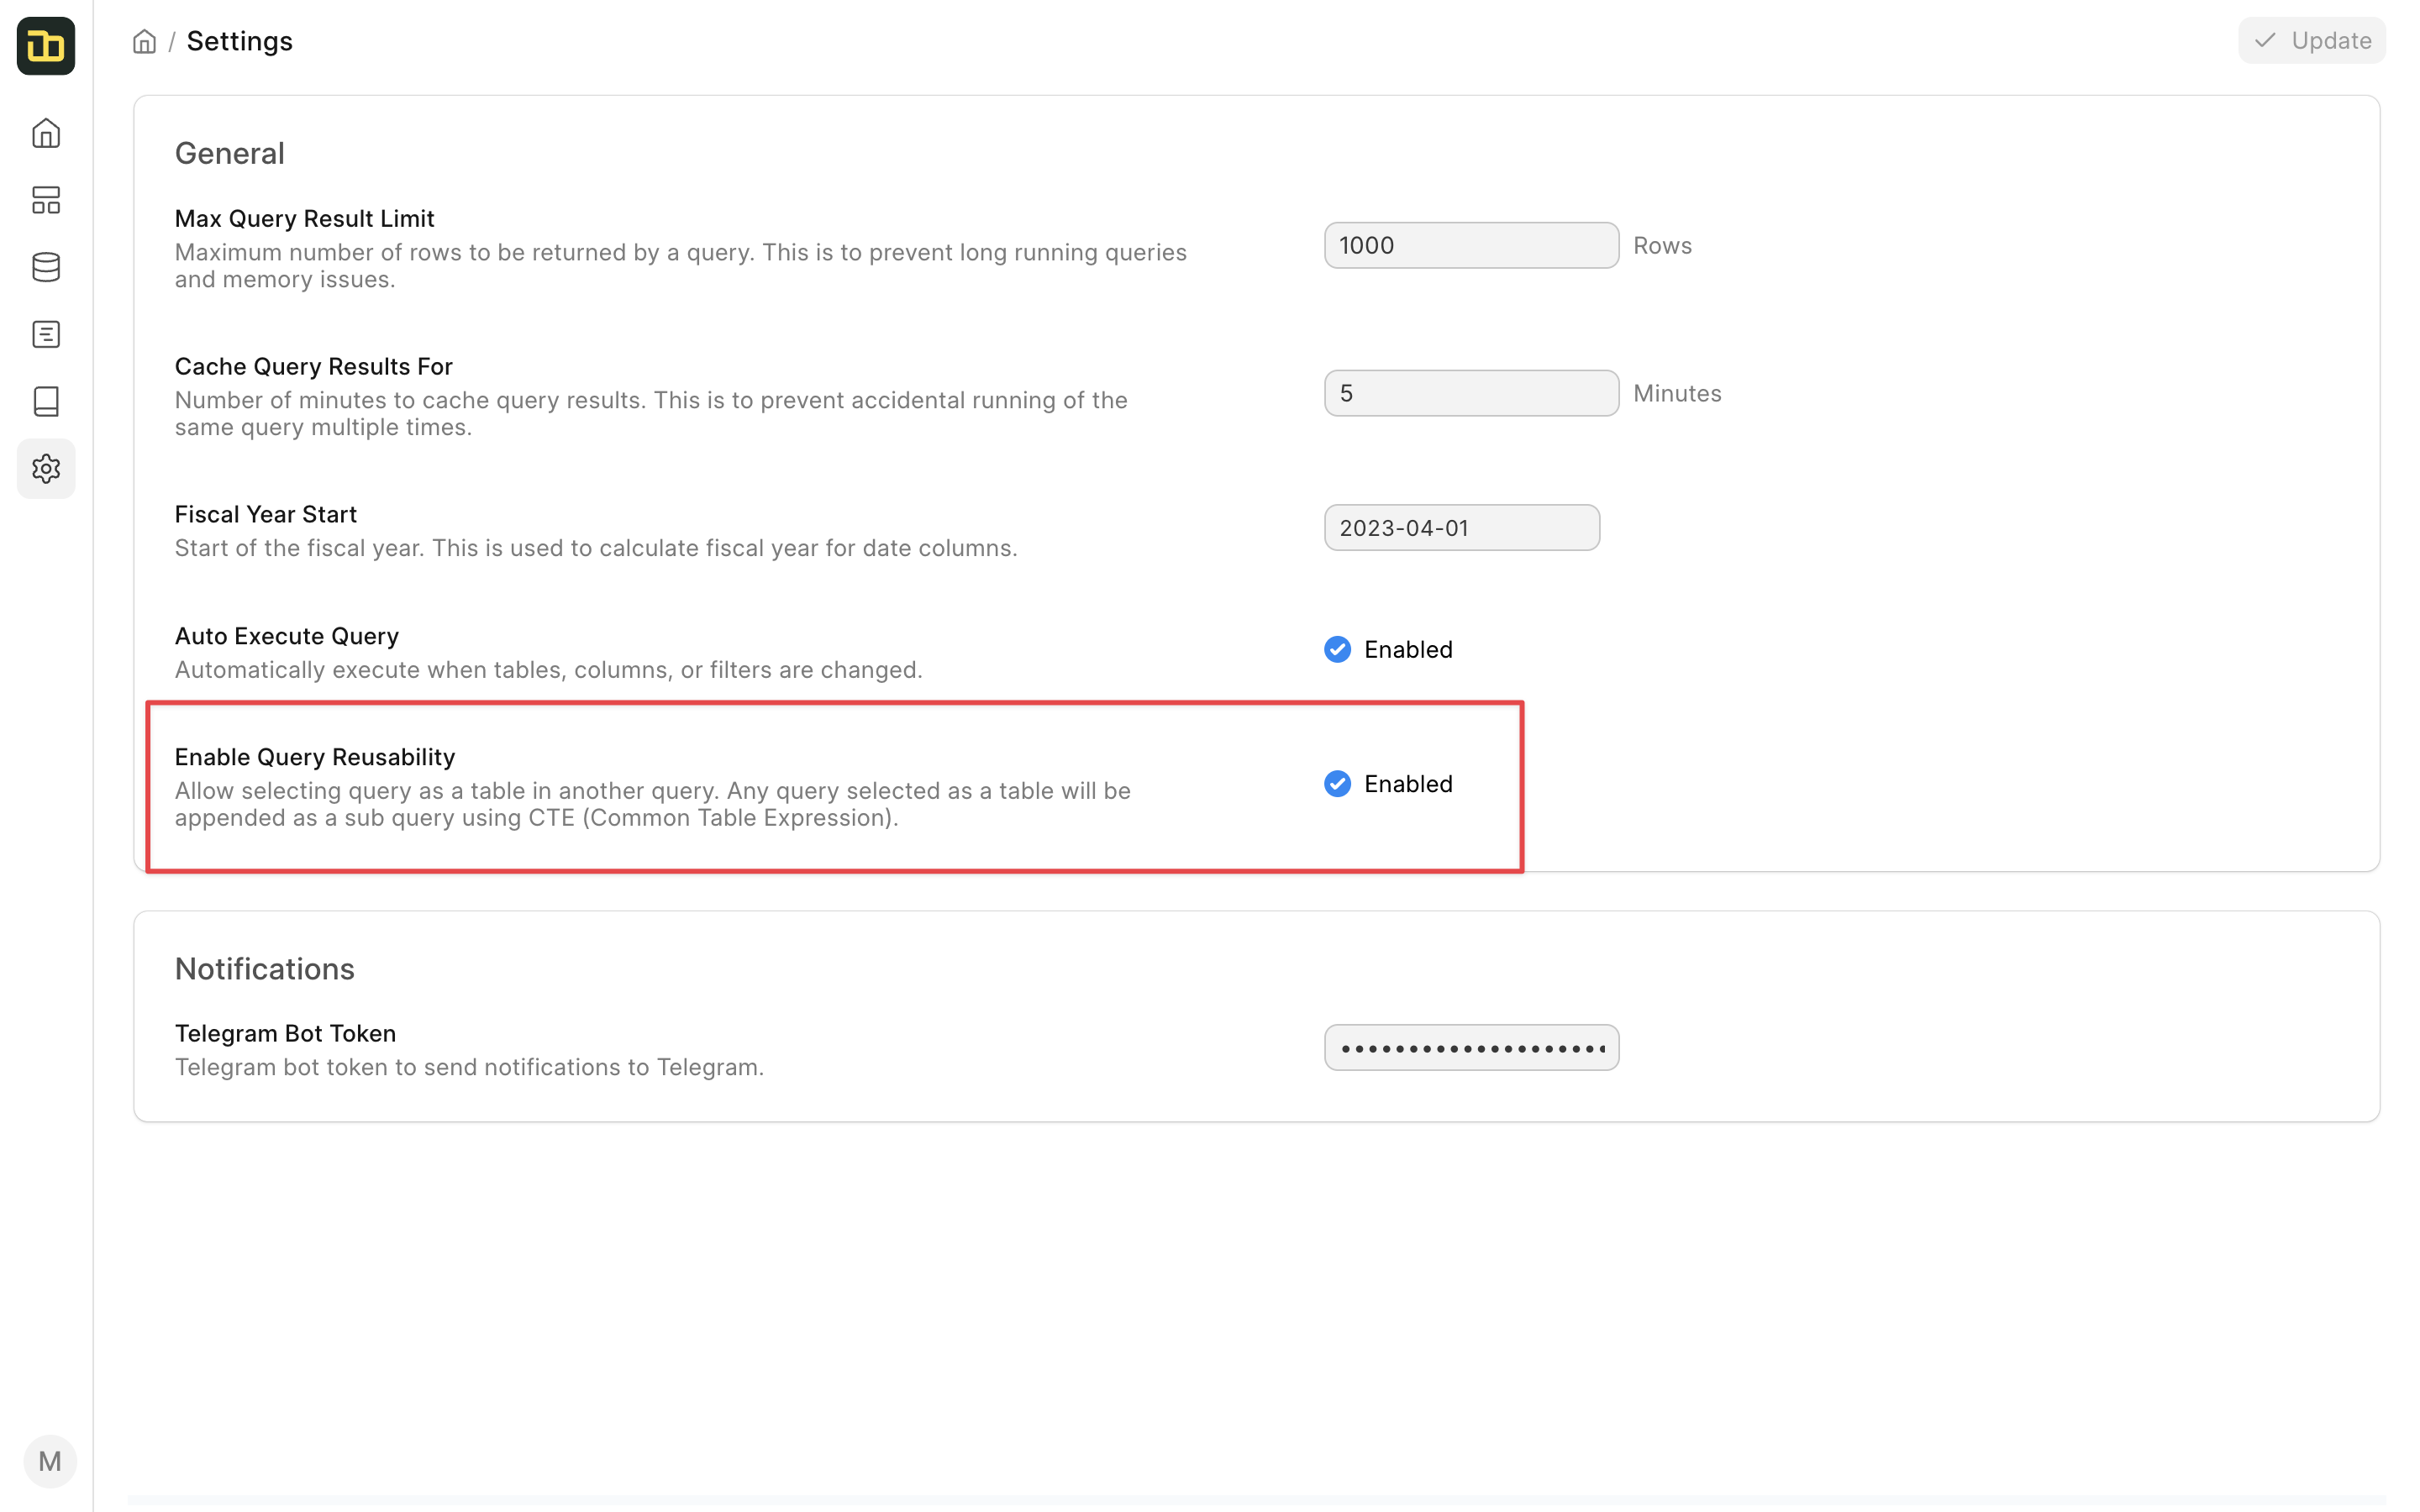 / Settings
Update
General
Max Query Result Limit
Maximum number of rows to be returned by a query. This is to prevent long running queries
and memory issues.
1000 Rows
Cache Query Results For
Number of minutes to cache query results. This is to prevent accidental running of the
same query multiple times.
5 Minutes
Fiscal Year Start
Start of the fiscal year. This is used to calculate fiscal year for date columns.
2023-04-01
Auto Execute Query
Automatically execute when tables, columns, or filters are changed.
Enabled
Enable Query Reusability
Allow selecting query as a table in another query. Any query selected as a table will be
appended as a sub query using CTE (Common Table Expression).
Enabled
Notifications
Telegram Bot Token
Telegram bot token to send notifications to Telegram.
M